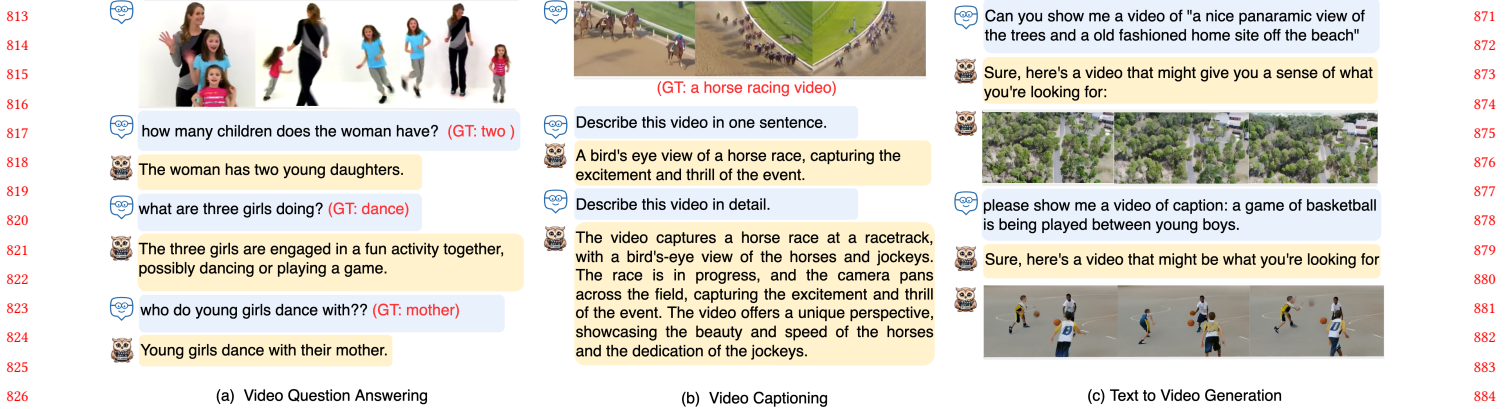 813
814
815
816
817
818
819
820
821
822
823
824
825
826
how many children does the woman have? (GT: two )
The woman has two young daughters.
what are three girls doing? (GT: dance)
The three girls are engaged in a fun activity together,
possibly dancing or playing a game.
who do young girls dance with?? (GT: mother)
Young girls dance with their mother.
(a) Video Question Answering
(GT: a horse racing video)
Describe this video in one sentence.
A bird's eye view of a horse race, capturing the
excitement and thrill of the event.
Describe this video in detail.
The video captures a horse race at a racetrack,
with a bird's-eye view of the horses and jockeys.
The race is in progress, and the camera pans
across the field, capturing the excitement and thrill
of the event. The video offers a unique perspective,
showcasing the beauty and speed of the horses
and the dedication of the jockeys.
(b) Video Captioning
Can you show me a video of "a nice panaramic view of
the trees and a old fashioned home site off the beach"
Sure, here's a video that might give you a sense of what
you're looking for:
please show me a video of caption: a game of basketball
is being played between young boys.
Sure, here's a video that might be what you're looking for
(c) Text to Video Generation
871
872
873
874
875
876
877
878
879
880
881
882
883
884